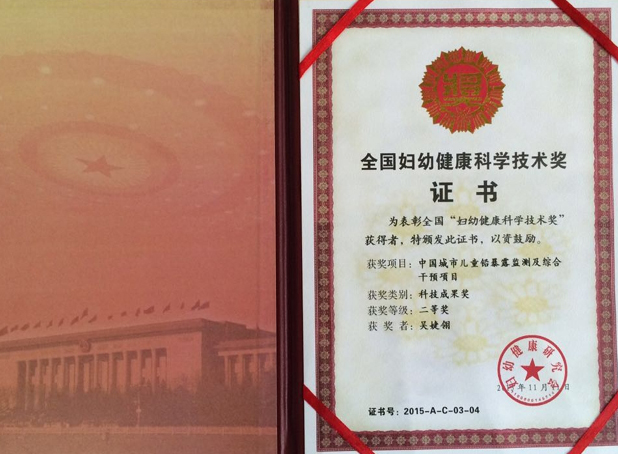 全国妇幼健康科学技术奖
证书
为表彰全国“妇幼健康科学技术奖”
获得者，特颁发此证书，以资鼓励。
获奖项目：中国城市儿童铅暴露监测及综合
干预项目
获奖类别：科技成果奖
获奖等级：二等奖
获奖者：吴婕翎
妇幼健康研究会
年11月
证书号：2015-A-C-03-04